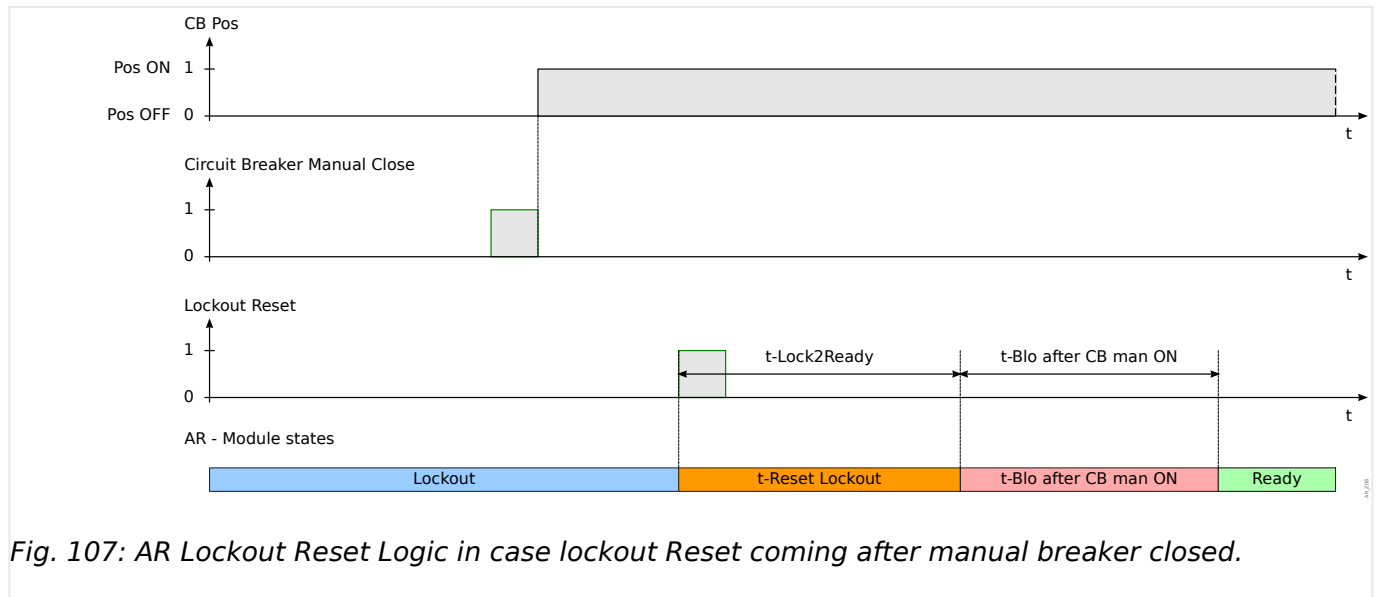 CB Pos
Pos ON 1
Pos OFF 0
t
Circuit Breaker Manual Close
1
0
t
Lockout Reset
1
t-Lock2Ready
t-Blo after CB man ON
0
t
AR - Module states
Lockout
t-Reset Lockout
t-Blo after CB man ON
Ready
Fig. 107: AR Lockout Reset Logic in case lockout Reset coming after manual breaker closed.